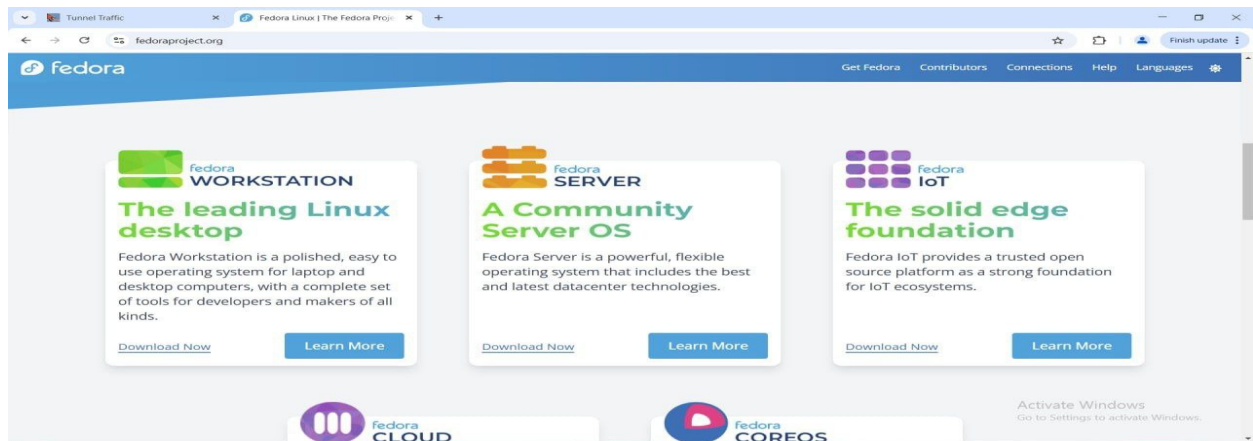 Tunnel Traffic
Fedora Linux | The Fedora Proje
fedoraproject.org
Finish update
fedora
Get Fedora Contributors Connections Help Languages
fedora
WORKSTATION
The leading Linux
desktop
Fedora Workstation is a polished, easy to
use operating system for laptop and
desktop computers, with a complete set
of tools for developers and makers of all
kinds.
Download Now
Learn More
fedora
SERVER
A Community
Server OS
Fedora Server is a powerful, flexible
operating system that includes the best
and latest datacenter technologies.
Download Now
Learn More
fedora
IoT
The solid edge
foundation
Fedora IoT provides a trusted open
source platform as a strong foundation
for IoT ecosystems.
Download Now
Learn More
fedora
CLOUD
fedora
COREOS
Activate Windows
Go to Settings to activate Windows.